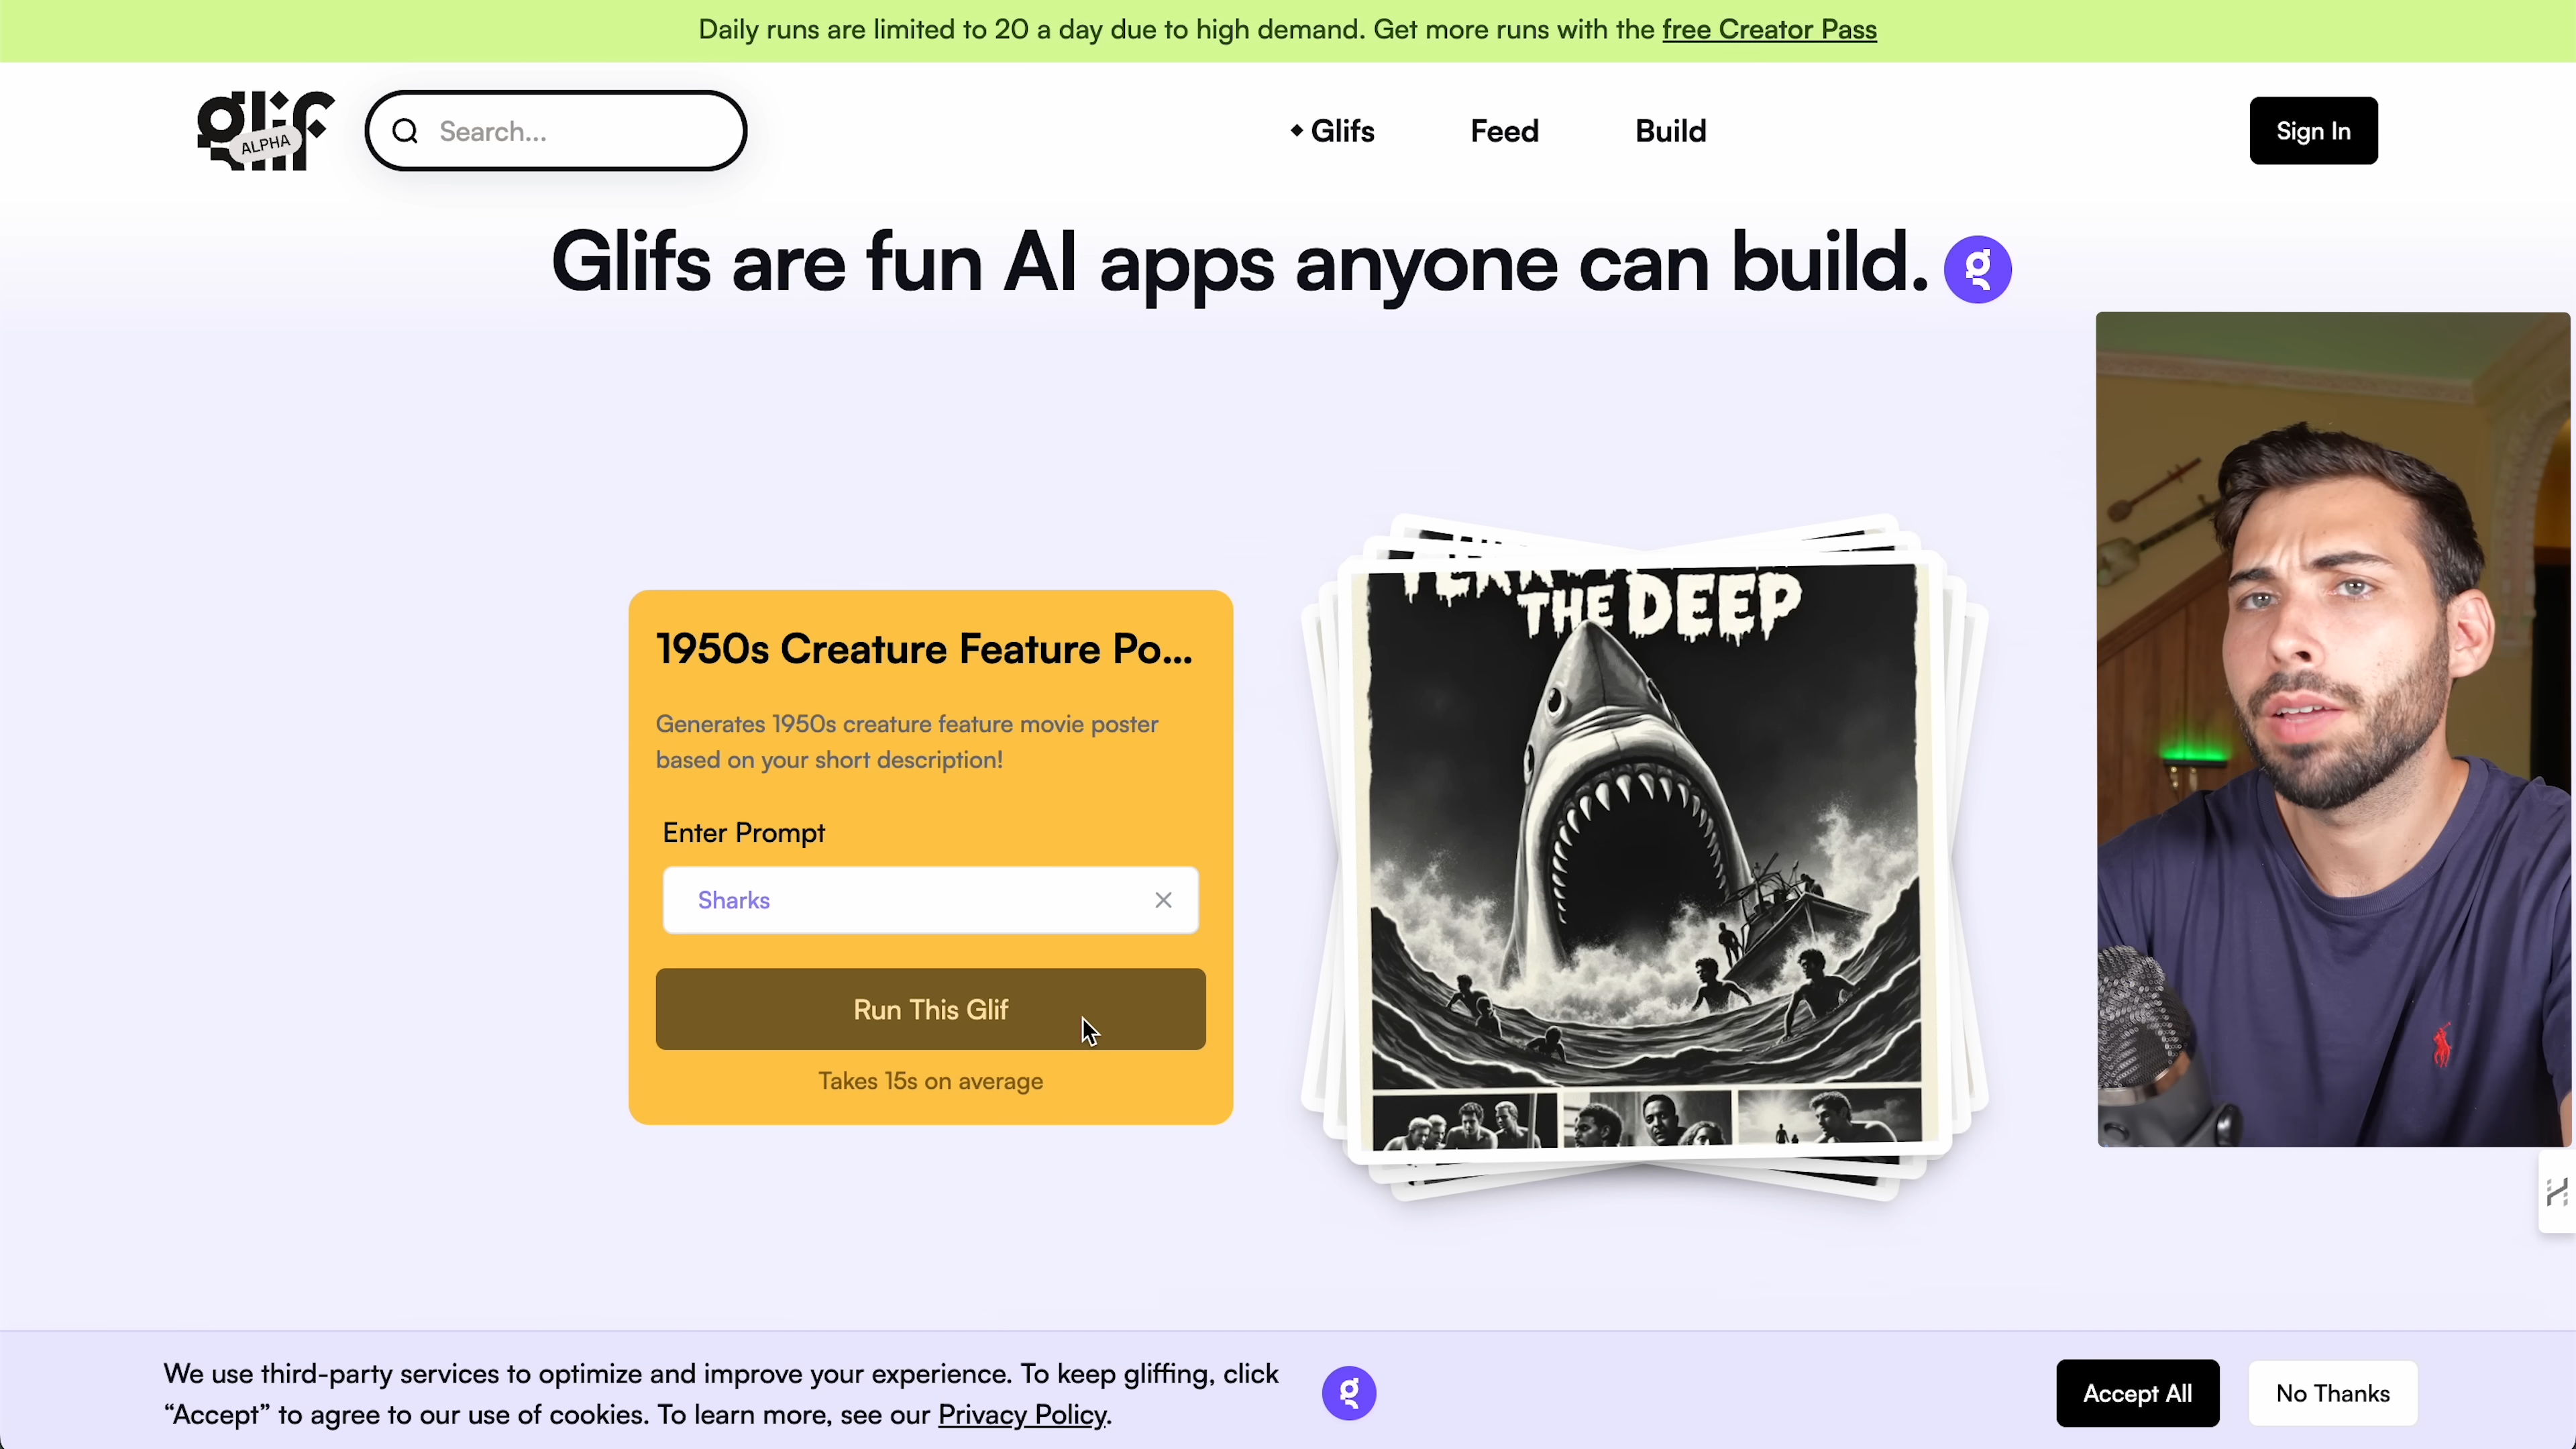 Daily runs are limited to 20 a day due to high demand. Get more runs with the free Creator Pass
glif
ALPHA
Search...
Glifs
Feed
Build
Sign In
Glifs are fun AI apps anyone can build.
g
THE DEEP
1950s Creature Feature Po...
Generates 1950s creature feature movie poster
based on your short description!
Enter Prompt
Sharks
Run This Glif
Takes 15s on average
We use third-party services to optimize and improve your experience. To keep gliffing, click
“Accept” to agree to our use of cookies. To learn more, see our Privacy Policy.
g
Accept All
No Thanks